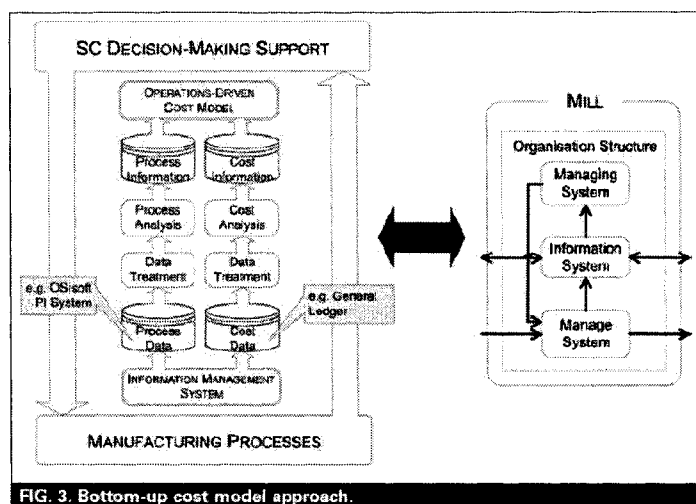 SC DECISION-MAKING SUPPORT
OPERATIONS-DRIVEN
COST MODEL
Process
Information
Cost
Information
Process
Analysis
Cost
Analysis
Data
Treatment
Data
Treatment
e.g. OSIsoft
PI System
Process
Data
Cost
Data
e.g. General
Ledger
INFORMATION MANAGEMENT
SYSTEM
MANUFACTURING PROCESSES
MILL
Organisation Structure
Managing
System
Information
System
Manage
System
FIG. 3. Bottom-up cost model approach.